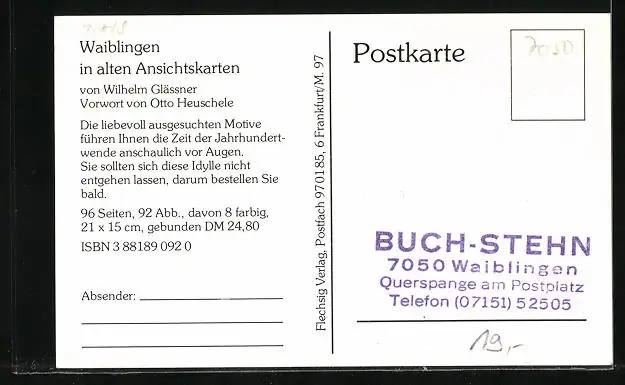 Waiblingen
in alten Ansichtskarten
von Wilhelm Glässner
Vorwort von Otto Heuschele
Die liebevoll ausgesuchten Motive
führen Ihnen die Zeit der Jahrhundert-
wende anschaulich vor Augen.
Sie sollten sich diese Idylle nicht
entgehen lassen, darum bestellen Sie
bald.
96 Seiten, 92 Abb., davon 8 farbig,
21 x 15 cm, gebunden DM 24,80
ISBN 3 88189 092 0
Absender:
Flechsig Verlag, Postfach 970185, 6 Frankfurt/M. 97
Postkarte
7050
BUCH-STEHN
7050 Waiblingen
Querspange am Postplatz
Telefon (07151) 52505
19,-